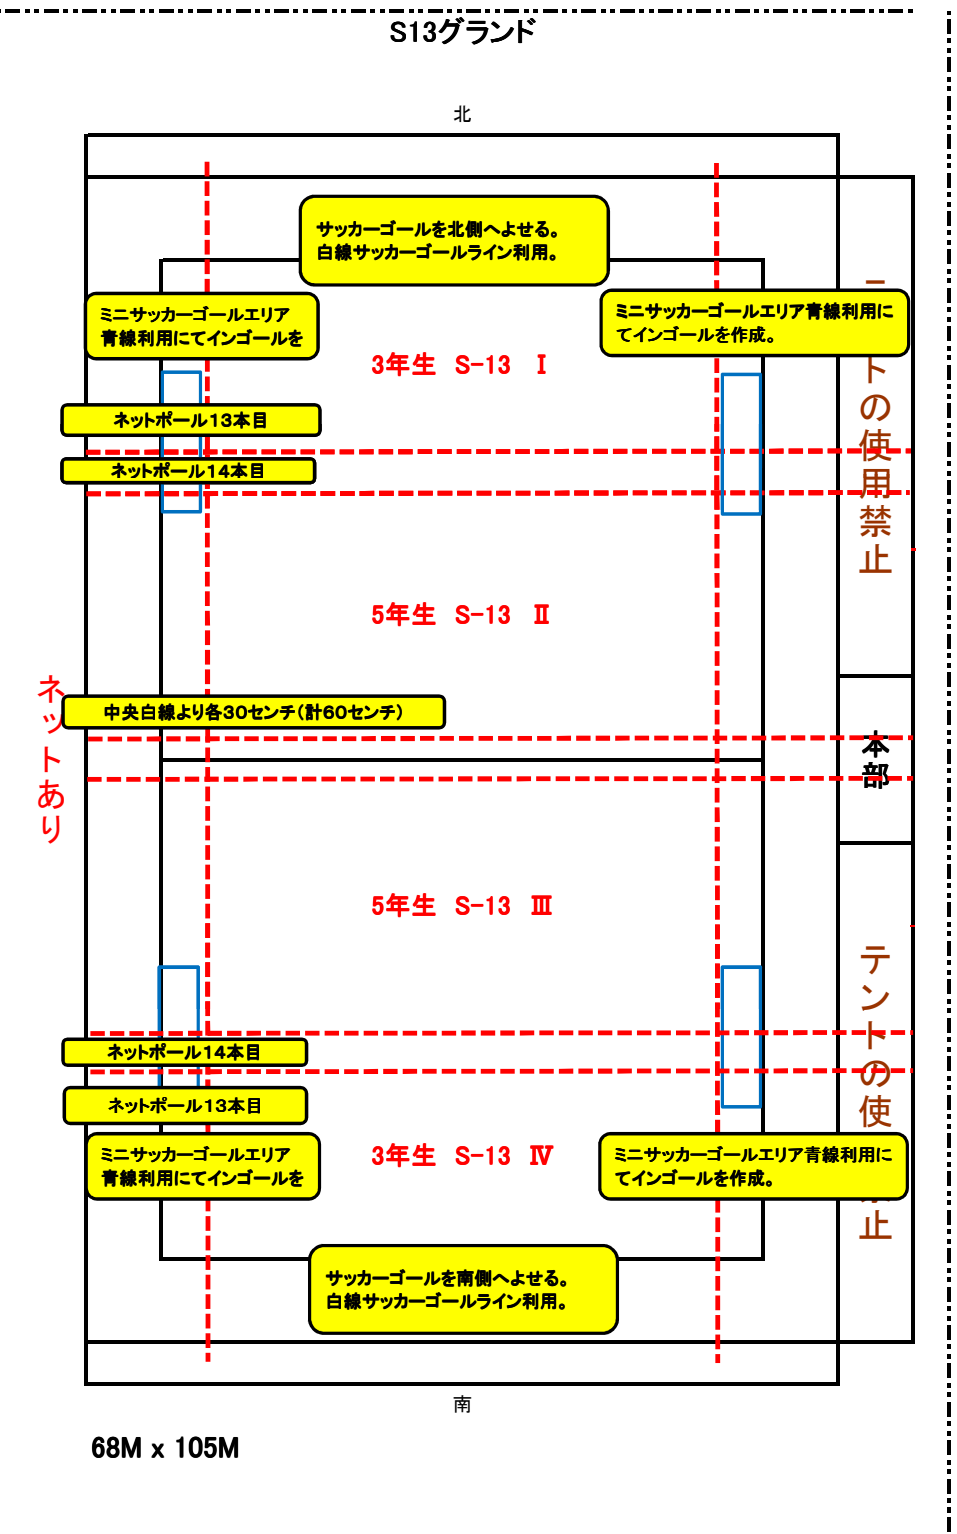 S13グランド
北
サッカーゴールを北側へよせる。
白線サッカーゴールライン利用。
ミニサッカーゴールエリア
青線利用にてインゴールを
ミニサッカーゴールエリア青線利用に
てインゴールを作成。
3年生 S-13 Ⅰ
ネットポール13本目
ネットポール14本目
トの使用禁止
5年生 S-13 Ⅱ
ネットあり
中央白線より各30センチ(計60センチ)
本部
5年生 S-13 Ⅲ
テントの使
止
ネットポール14本目
ネットポール13本目
ミニサッカーゴールエリア
青線利用にてインゴールを
3年生 S-13 Ⅳ
ミニサッカーゴールエリア青線利用に
てインゴールを作成。
サッカーゴールを南側へよせる。
白線サッカーゴールライン利用。
南
68M x 105M